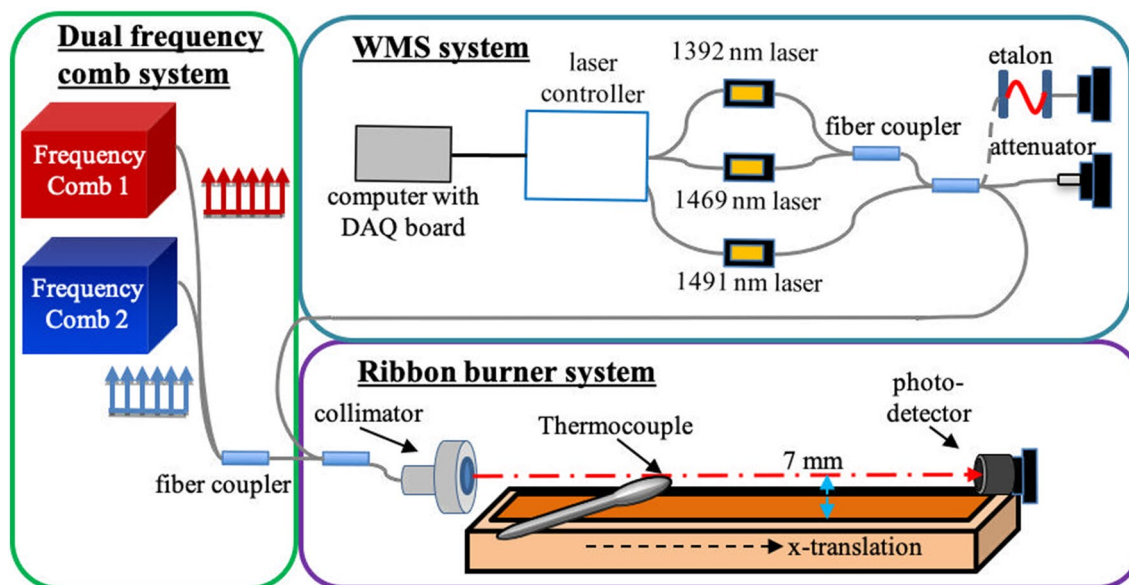 Dual frequency
comb system
Frequency
Comb 1
Frequency
Comb 2
fiber coupler
WMS system
laser
controller
computer with
DAQ board
1392 nm laser
1469 nm laser
1491 nm laser
fiber coupler
etalon
attenuator
Ribbon burner system
collimator
Thermocouple
7 mm
photo-
detector
x-translation